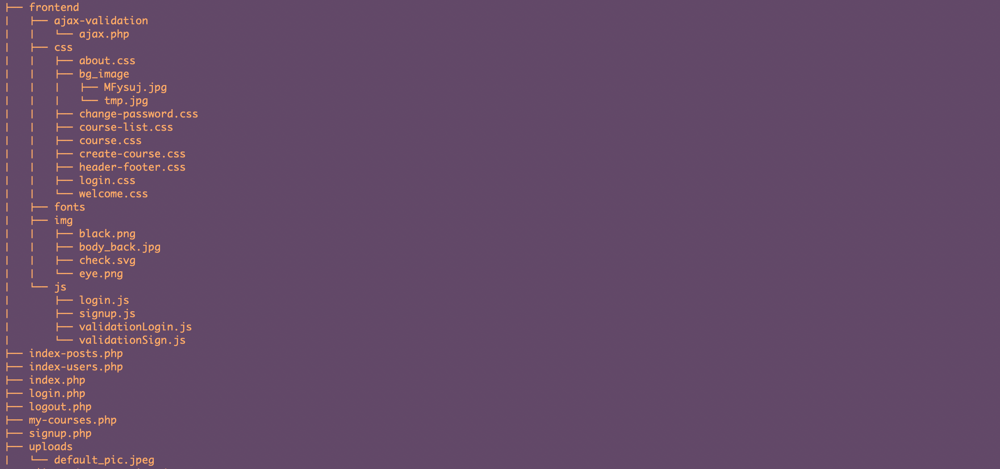 ├── frontend
│   ├── ajax-validation
│   │   └── ajax.php
│   ├── css
│   │   ├── about.css
│   │   ├── bg_image
│   │   │   ├── MFysuj.jpg
│   │   │   └── tmp.jpg
│   │   ├── change-password.css
│   │   ├── course-list.css
│   │   ├── course.css
│   │   ├── create-course.css
│   │   ├── header-footer.css
│   │   ├── login.css
│   │   └── welcome.css
│   ├── fonts
│   ├── img
│   │   ├── black.png
│   │   ├── body_back.jpg
│   │   ├── check.svg
│   │   └── eye.png
│   └── js
│       ├── login.js
│       ├── signup.js
│       ├── validationLogin.js
│       └── validationSign.js
├── index-posts.php
├── index-users.php
├── index.php
├── login.php
├── logout.php
├── my-courses.php
├── signup.php
├── uploads
│   └── default_pic.jpeg